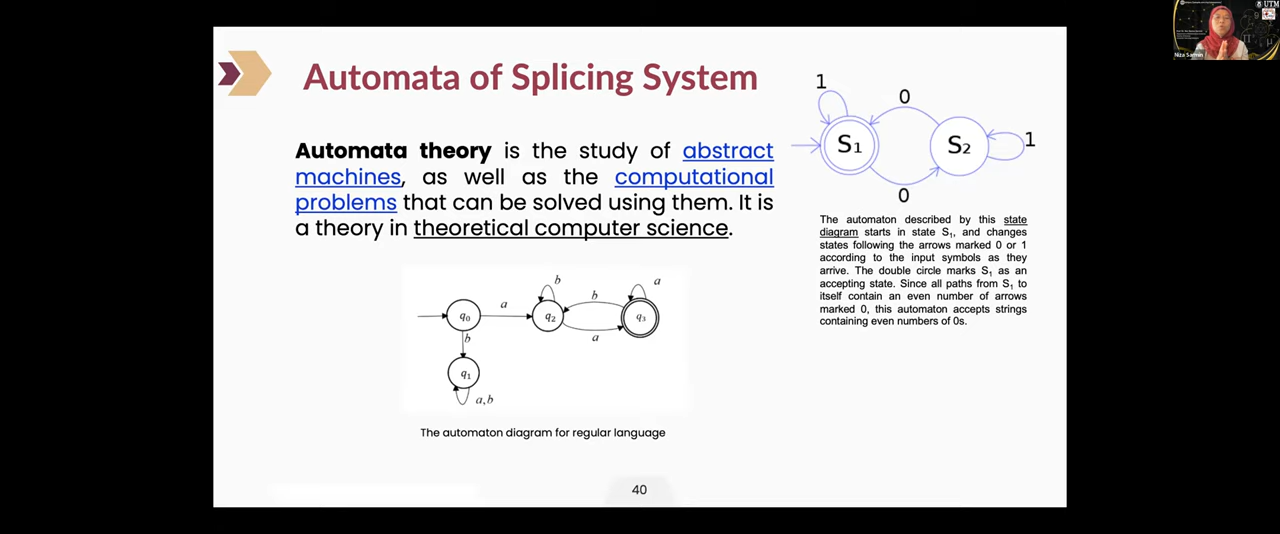 Automata of Splicing System
Automata theory is the study of abstract
machines, as well as the computational
problems that can be solved using them. It is
a theory in theoretical computer science.
a
b
b
a
b
a
a,b
q0
q1
q2
q3
The automaton diagram for regular language
1
0
S1
S2
1
0
The automaton described by this state
diagram starts in state S1, and changes
states following the arrows marked 0 or 1
according to the input symbols as they
arrive. The double circle marks S1 as an
accepting state. Since all paths from S1 to
itself contain an even number of arrows
marked 0, this automaton accepts strings
containing even numbers of 0s.
40
UTM
Niza Sarmin